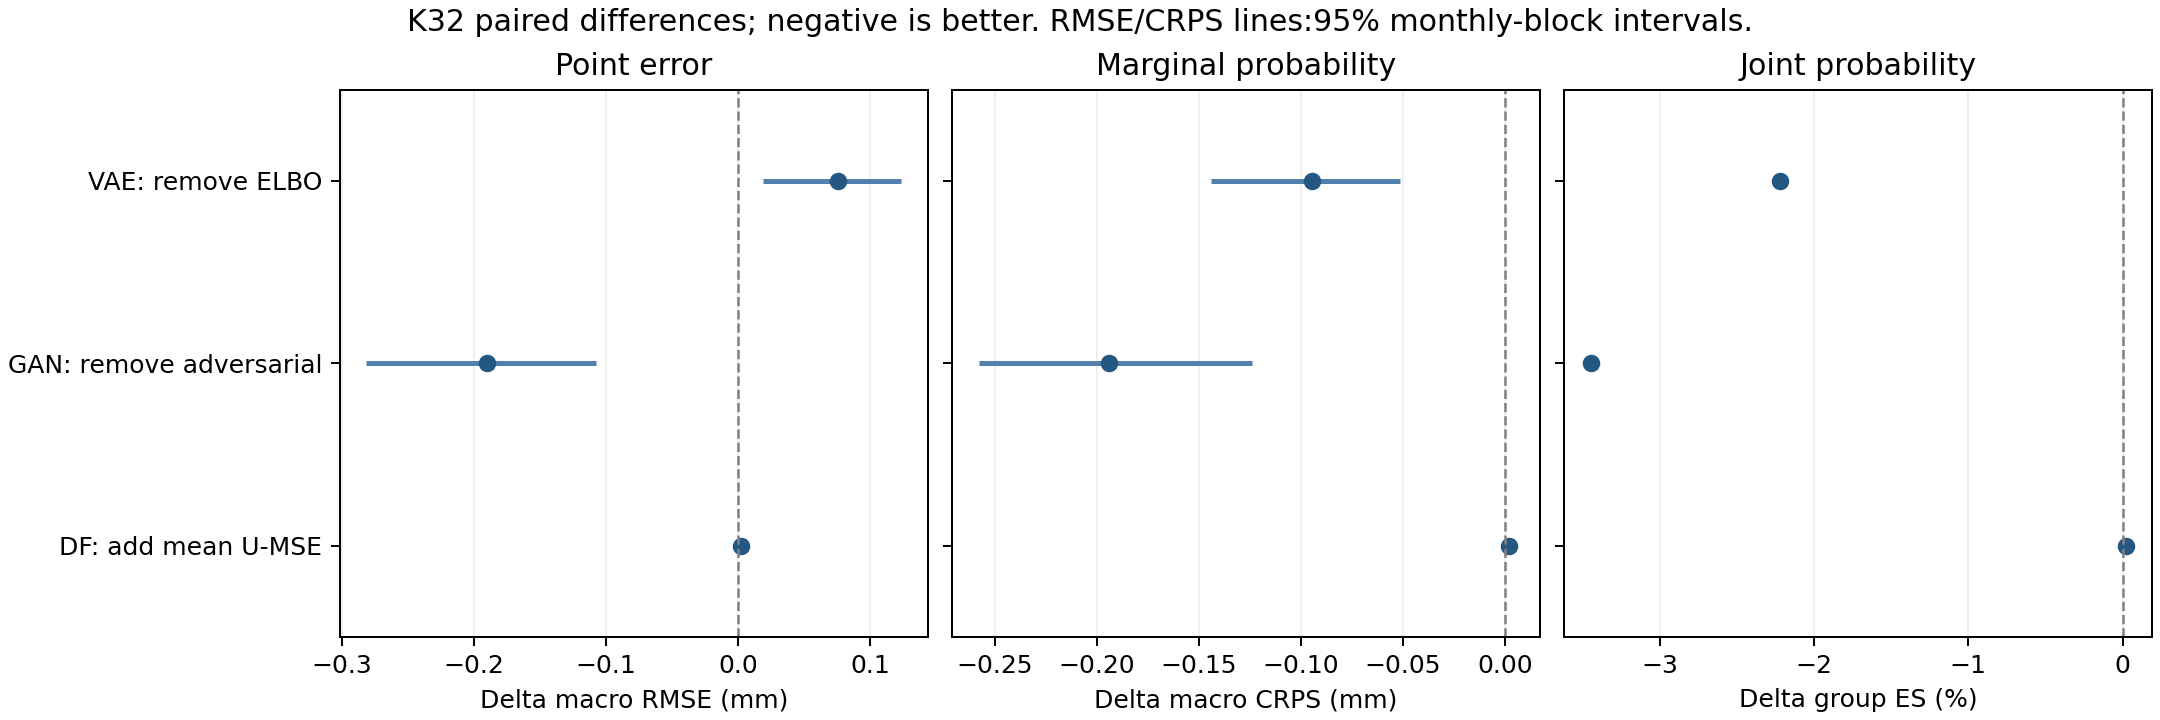 K32 paired differences; negative is better. RMSE/CRPS lines:95% monthly-block intervals.
Point error
Marginal probability
Joint probability
VAE: remove ELBO
GAN: remove adversarial
DF: add mean U-MSE
−0.3 −0.2 −0.1 0.0 0.1
−0.25 −0.20 −0.15 −0.10 −0.05 0.00
−3 −2 −1 0
Delta macro RMSE (mm)
Delta macro CRPS (mm)
Delta group ES (%)